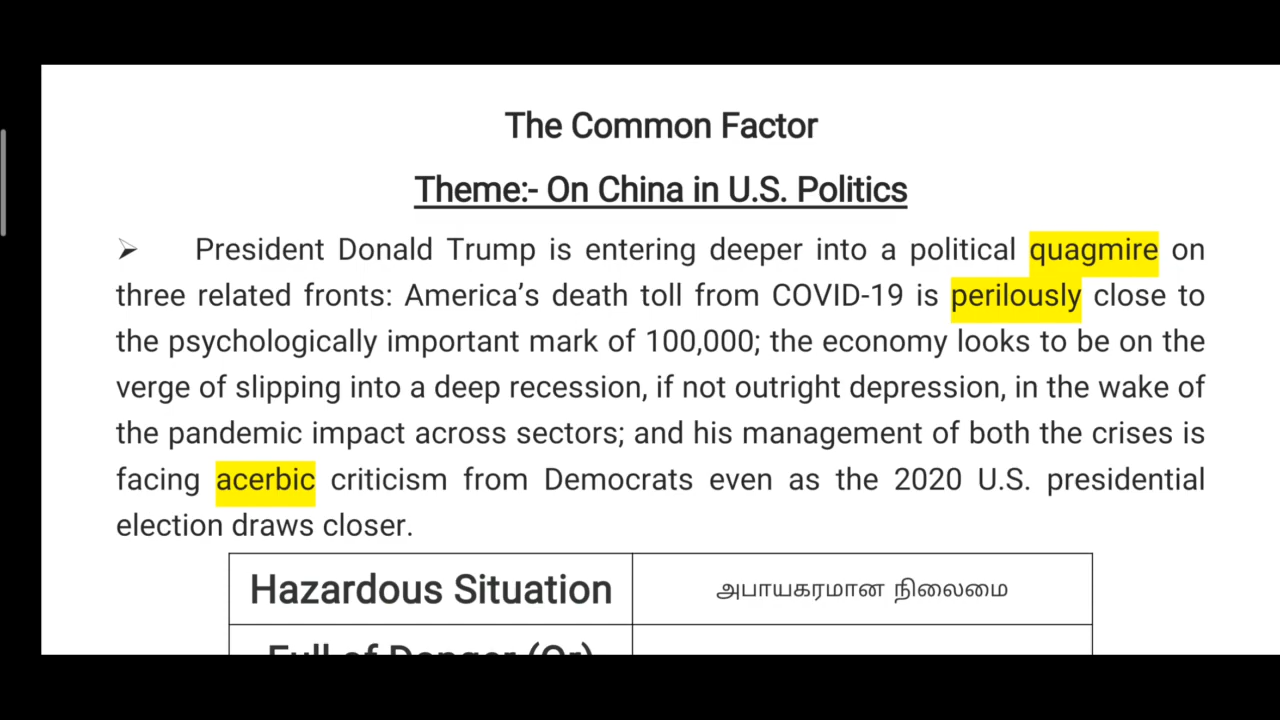 The Common Factor
Theme:- On China in U.S. Politics
➢ President Donald Trump is entering deeper into a political quagmire on
three related fronts: America’s death toll from COVID-19 is perilously close to
the psychologically important mark of 100,000; the economy looks to be on the
verge of slipping into a deep recession, if not outright depression, in the wake of
the pandemic impact across sectors; and his management of both the crises is
facing acerbic criticism from Democrats even as the 2020 U.S. presidential
election draws closer.
Hazardous Situation அபாயகரமான நிலைமை
Full of Danger (Or)